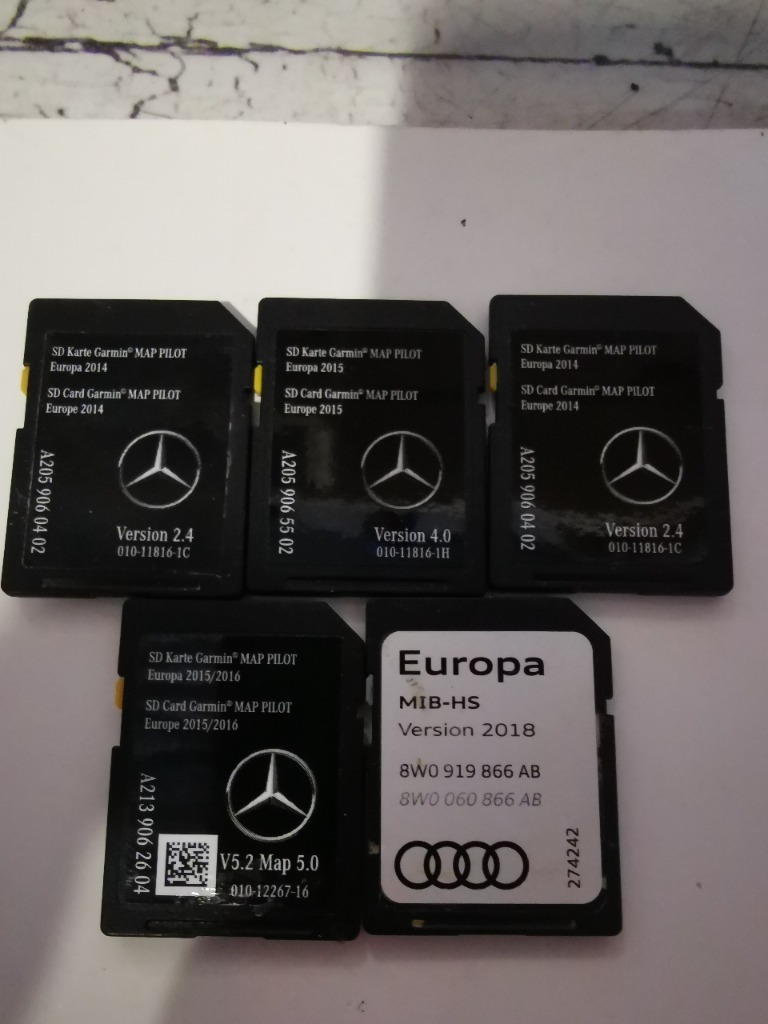 SD Karte Garmin® MAP PILOT
Europa 2014
SD Card Garmin® MAP PILOT
Europe 2014
A205 906 04 02
Version 2.4
010-11816-1C
SD Karte Garmin® MAP PILOT
Europa 2015
SD Card Garmin® MAP PILOT
Europe 2015
A205 906 55 02
Version 4.0
010-11816-1H
SD Karte Garmin® MAP PILOT
Europa 2014
SD Card Garmin® MAP PILOT
Europe 2014
A205 906 04 02
Version 2.4
010-11816-1C
SD Karte Garmin® MAP PILOT
Europa 2015/2016
SD Card Garmin® MAP PILOT
Europe 2015/2016
A213 906 26 04
V5.2 Map 5.0
010-12267-16
Europa
MIB-HS
Version 2018
8W0 919 866 AB
8W0 060 866 AB
274242